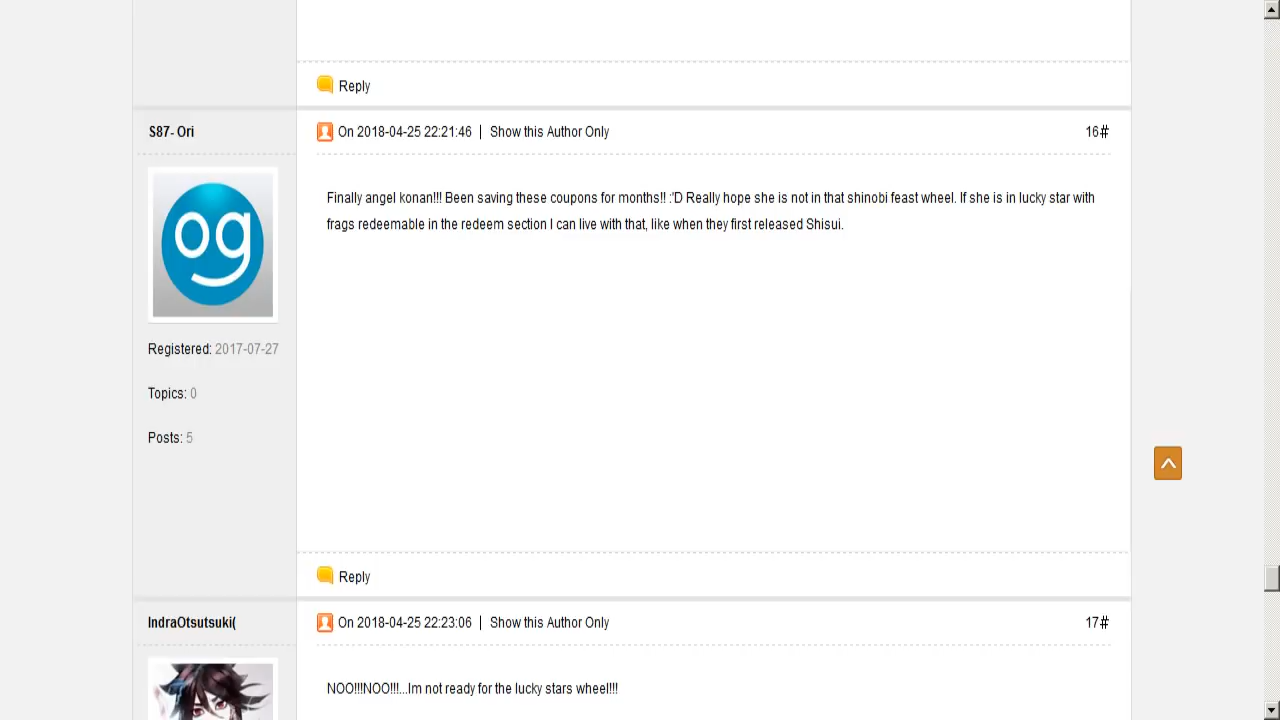 Reply
S87- Ori
On 2018-04-25 22:21:46 | Show this Author Only
16#
Finally angel konan!!! Been saving these coupons for months!! :'D Really hope she is not in that shinobi feast wheel. If she is in lucky star with
frags redeemable in the redeem section I can live with that, like when they first released Shisui.
og
Registered: 2017-07-27
Topics: 0
Posts: 5
Reply
IndraOtsutsuki(
On 2018-04-25 22:23:06 | Show this Author Only
17#
NOO!!!NOO!!!...Im not ready for the lucky stars wheel!!!